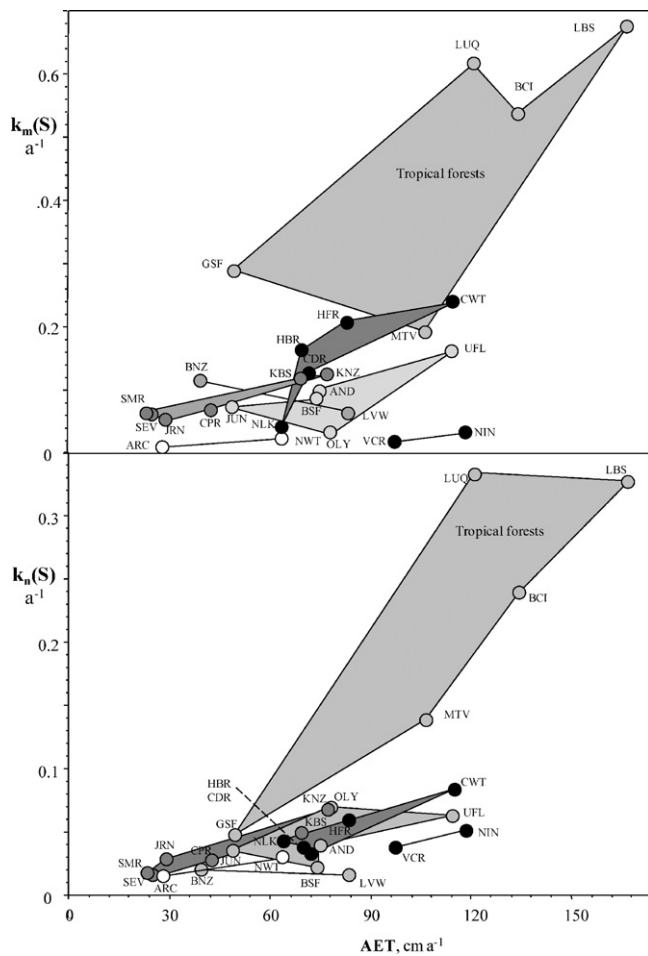 LBS
LUQ
BCI
0.6
km(S)
a-1
Tropical forests
.0.4
GSF
CWT
HFR
MTV
0.2
HBR
UFL
CDR
BNZ
KBS
KNZ
AND
SMR
BSF
LVW
SEV
CPR
JUN
JRN
NLK
NWT
OLY
VCR
NIN
ARC
0
LUQ
LBS
0.3
Tropical forests
kn(S)
a-1
BCI
0.2
MTV
0.1
HBR
CDR
CWT
KNZ
OLY
GSF
KBS
UFL
NLK
HFR
NIN
JRN
CPR
AND
VCR
SMR
JUN
NWT
SEV
ARC
BNZ
BSF
LVW
0
0
30
60
90
120
150
AET, cm a-1